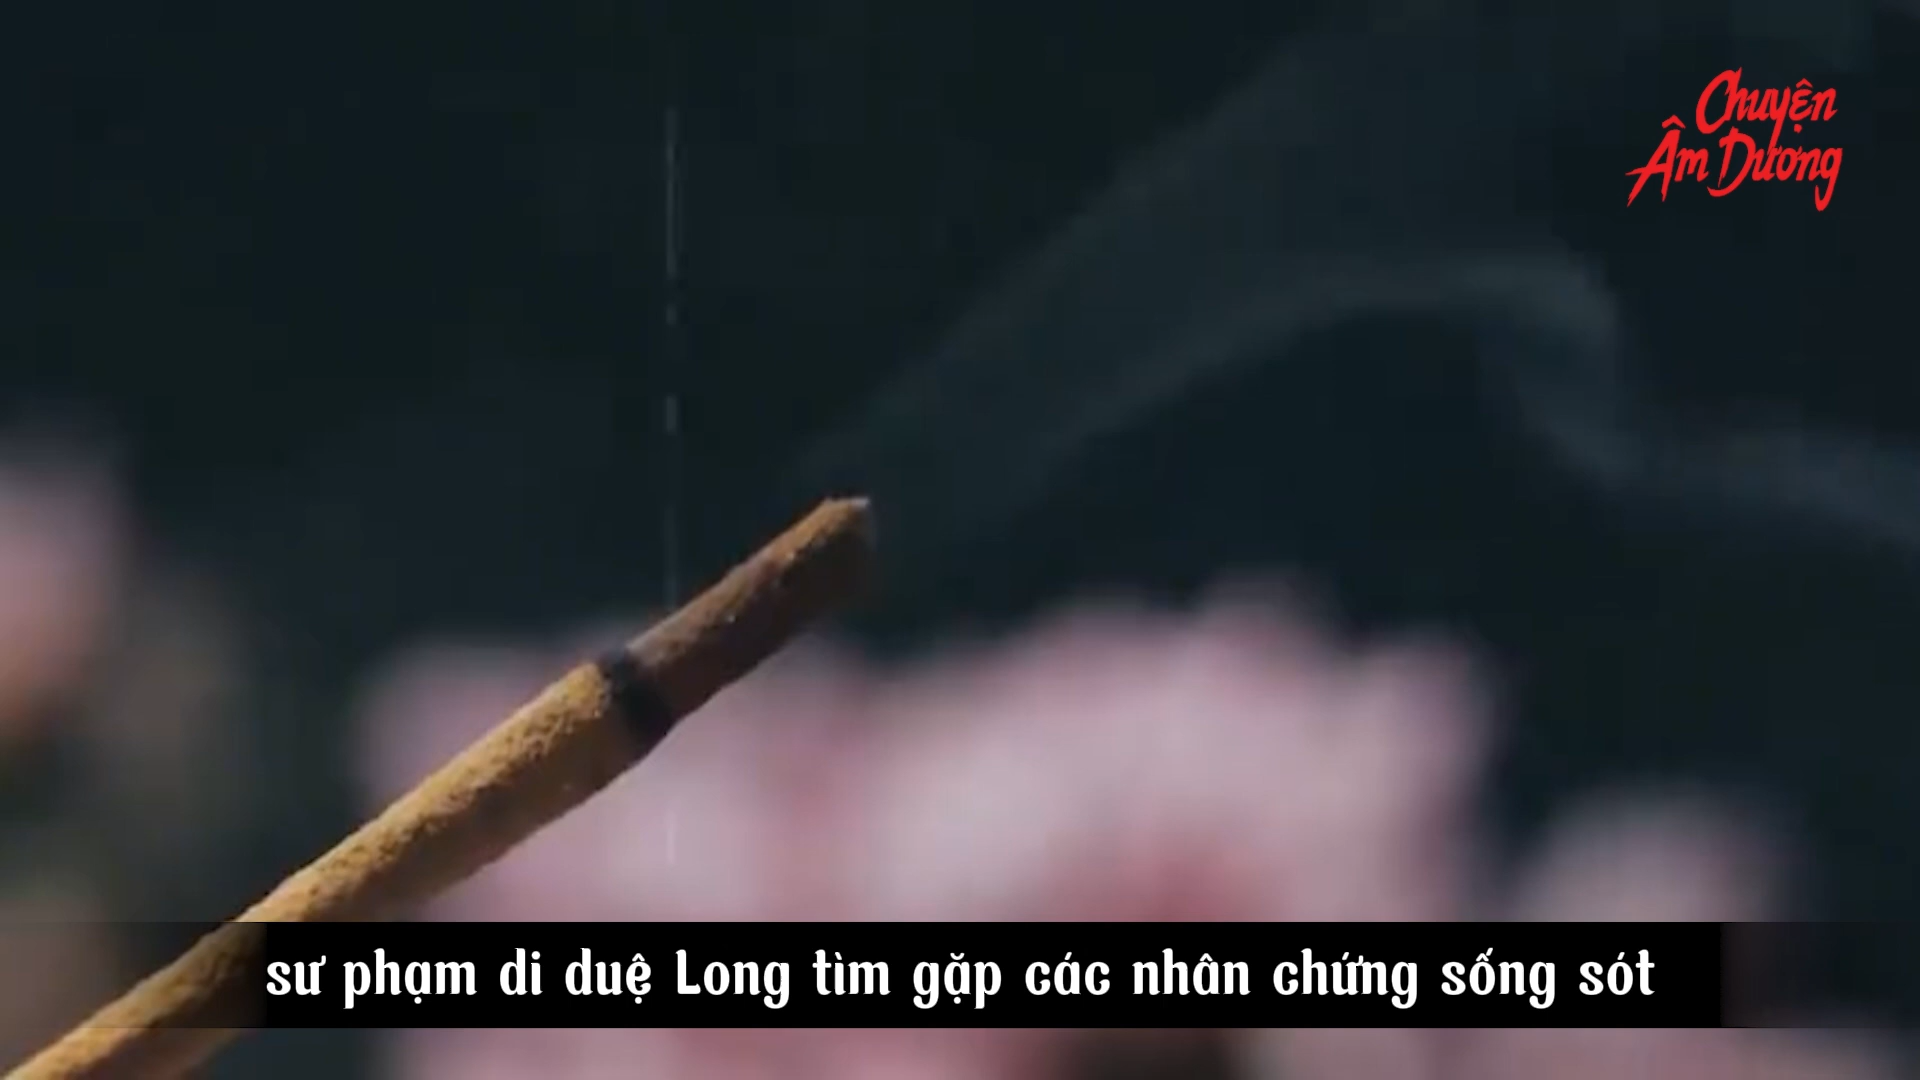 Chuyện
Âm Dương
sư phạm di duệ Long tìm gặp các nhân chứng sống sót